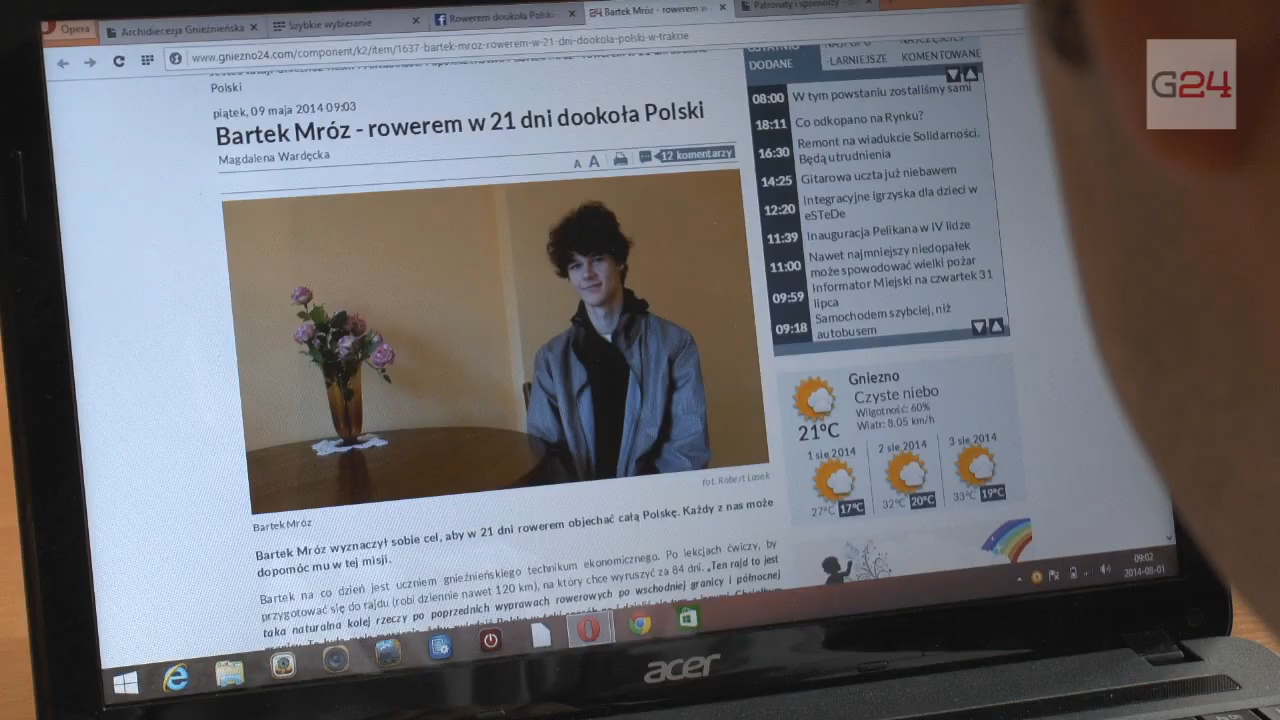 Opera
Archidiecezja Gnieźnieńska
Szybkie wybieranie
Rowerem dookoła Polski
Bartek Mróz - rowerem w
Patronaty i sponsorzy
www.gniezno24.com/component/k2/item/1637-bartek-mroz-rowerem-w-21-dni-dookola-polski-w-trakcie
Polski
piątek, 09 maja 2014 09:03
Bartek Mróz - rowerem w 21 dni dookoła Polski
Magdalena Wardęcka
A A
12 komentarzy
fot. Robert Łasek
Bartek Mróz
Bartek Mróz wyznaczył sobie cel, aby w 21 dni rowerem objechać całą Polskę. Każdy z nas może
dopomóc mu w tej misji.
Bartek na co dzień jest uczniem gnieźnieńskiego technikum ekonomicznego. Po lekcjach ćwiczy, by
przygotować się do rajdu (robi dziennie nawet 120 km), na który chce wyruszyć za 84 dni. „Ten rajd to jest
taka naturalna kolej rzeczy po poprzednich wyprawach rowerowych po wschodniej granicy i północnej
OSTATNIO
DODANE
-LARNIEJSZE
KOMENTOWANE
08:00 W tym powstaniu zostaliśmy sami
18:11 Co odkopano na Rynku?
16:30 Remont na wiadukcie Solidarności.
Będą utrudnienia
14:25 Gitarowa uczta już niebawem
12:20 Integracyjne igrzyska dla dzieci w
eSTeDe
11:39 Inauguracja Pelikana w IV lidze
11:00 Nawet najmniejszy niedopałek
może spowodować wielki pożar
09:59 Informator Miejski na czwartek 31
lipca
09:18 Samochodem szybciej, niż
autobusem
Gniezno
Czyste niebo
Wilgotność: 60%
Wiatr: 8.05 km/h
21°C
1 sie 2014 2 sie 2014 3 sie 2014
27°C 17°C 32°C 20°C 33°C 19°C
09:02
2014-08-01
acer
G24